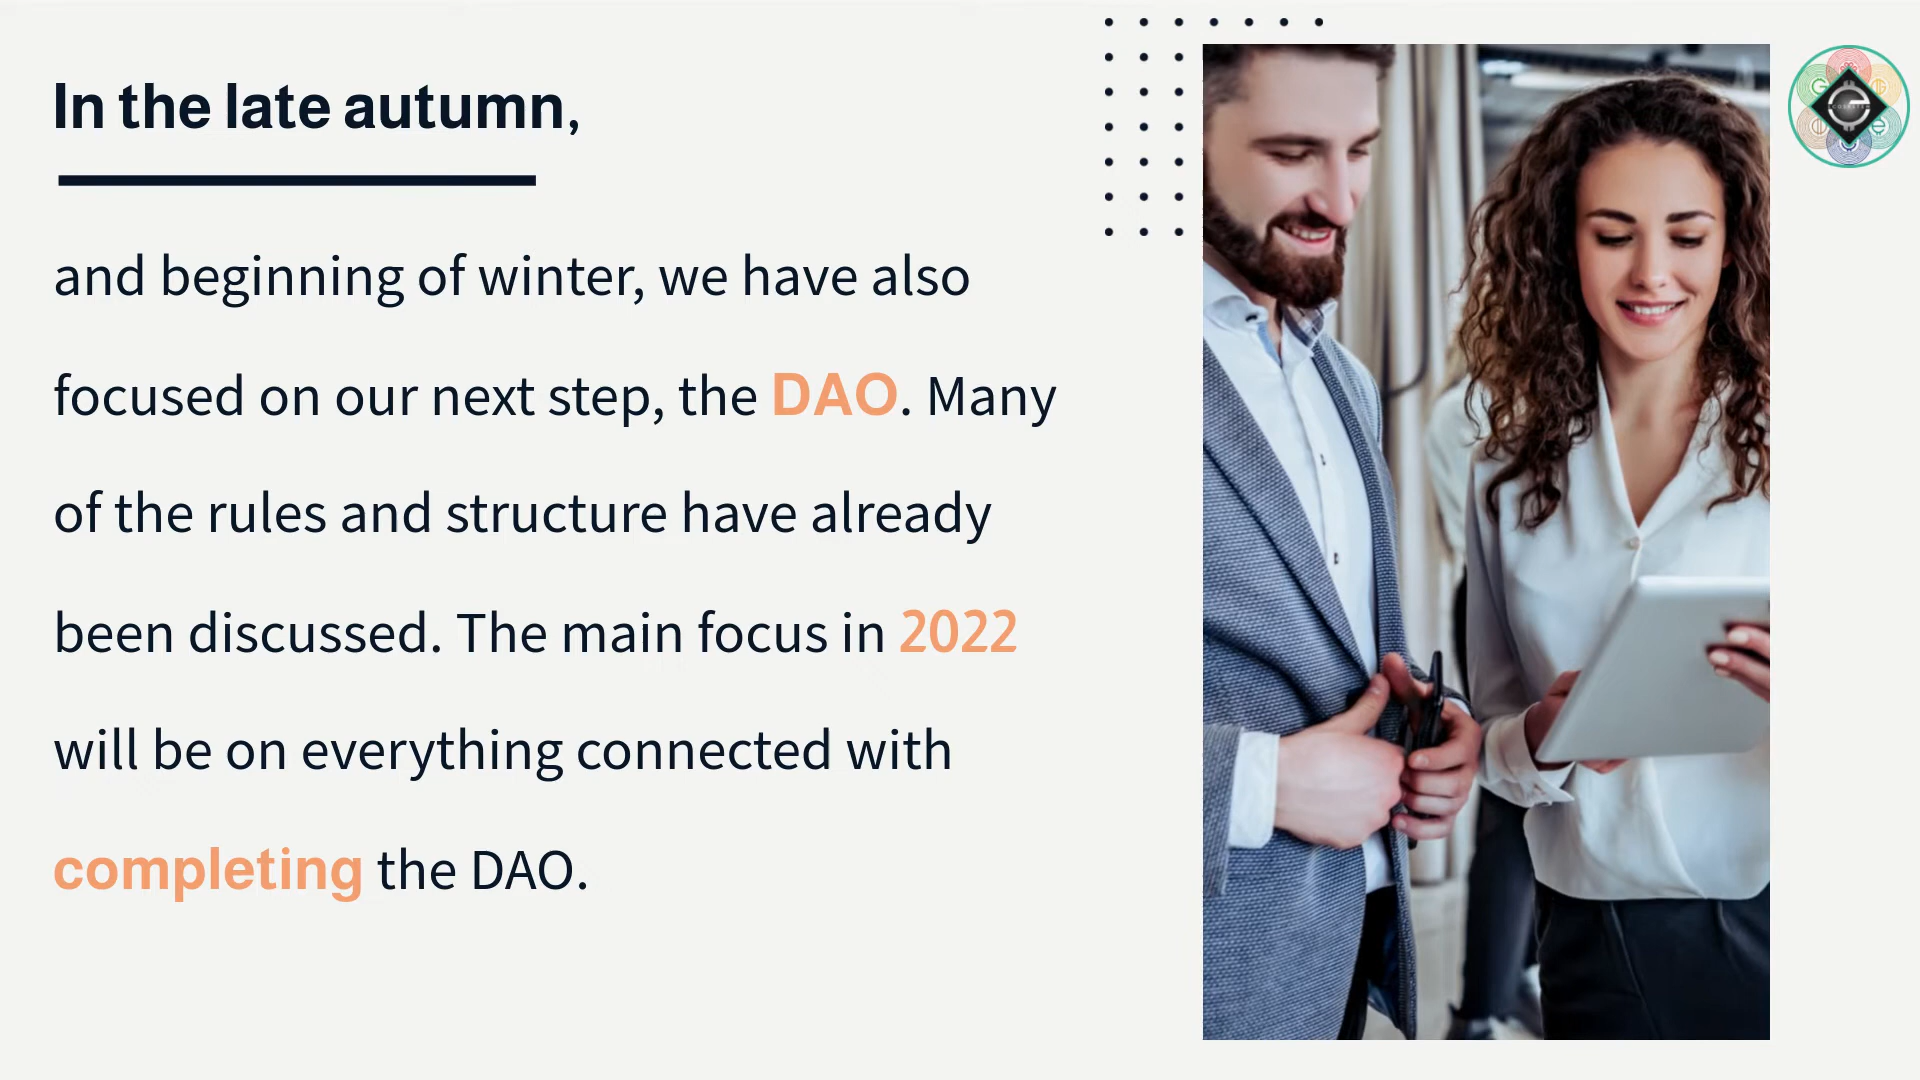 In the late autumn,
and beginning of winter, we have also
focused on our next step, the DAO. Many
of the rules and structure have already
been discussed. The main focus in 2022
will be on everything connected with
completing the DAO.